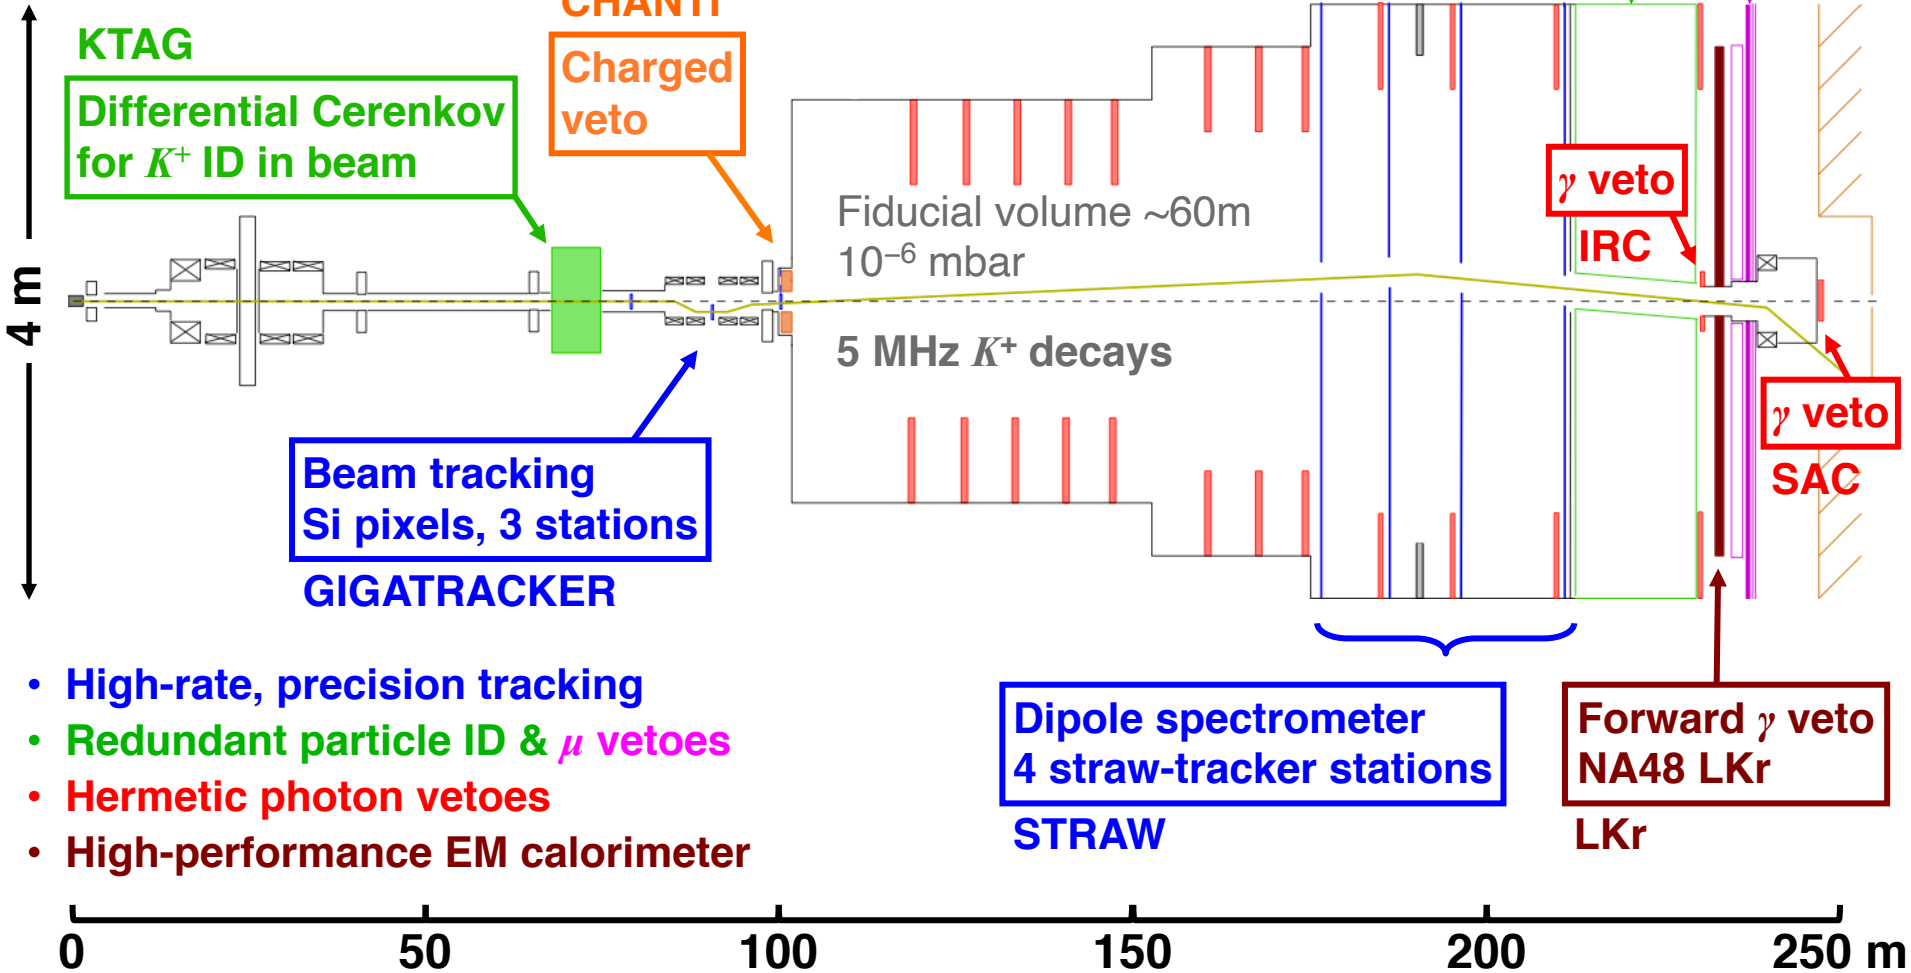 CHANTI
KTAG
Charged
veto
Differential Cerenkov
for K+ ID in beam
γ veto
IRC
Fiducial volume ~60m
10–6 mbar
4 m
5 MHz K+ decays
γ veto
SAC
Beam tracking
Si pixels, 3 stations
GIGATRACKER
• High-rate, precision tracking
• Redundant particle ID & μ vetoes
• Hermetic photon vetoes
• High-performance EM calorimeter
Dipole spectrometer
4 straw-tracker stations
STRAW
Forward γ veto
NA48 LKr
LKr
0 50 100 150 200 250 m